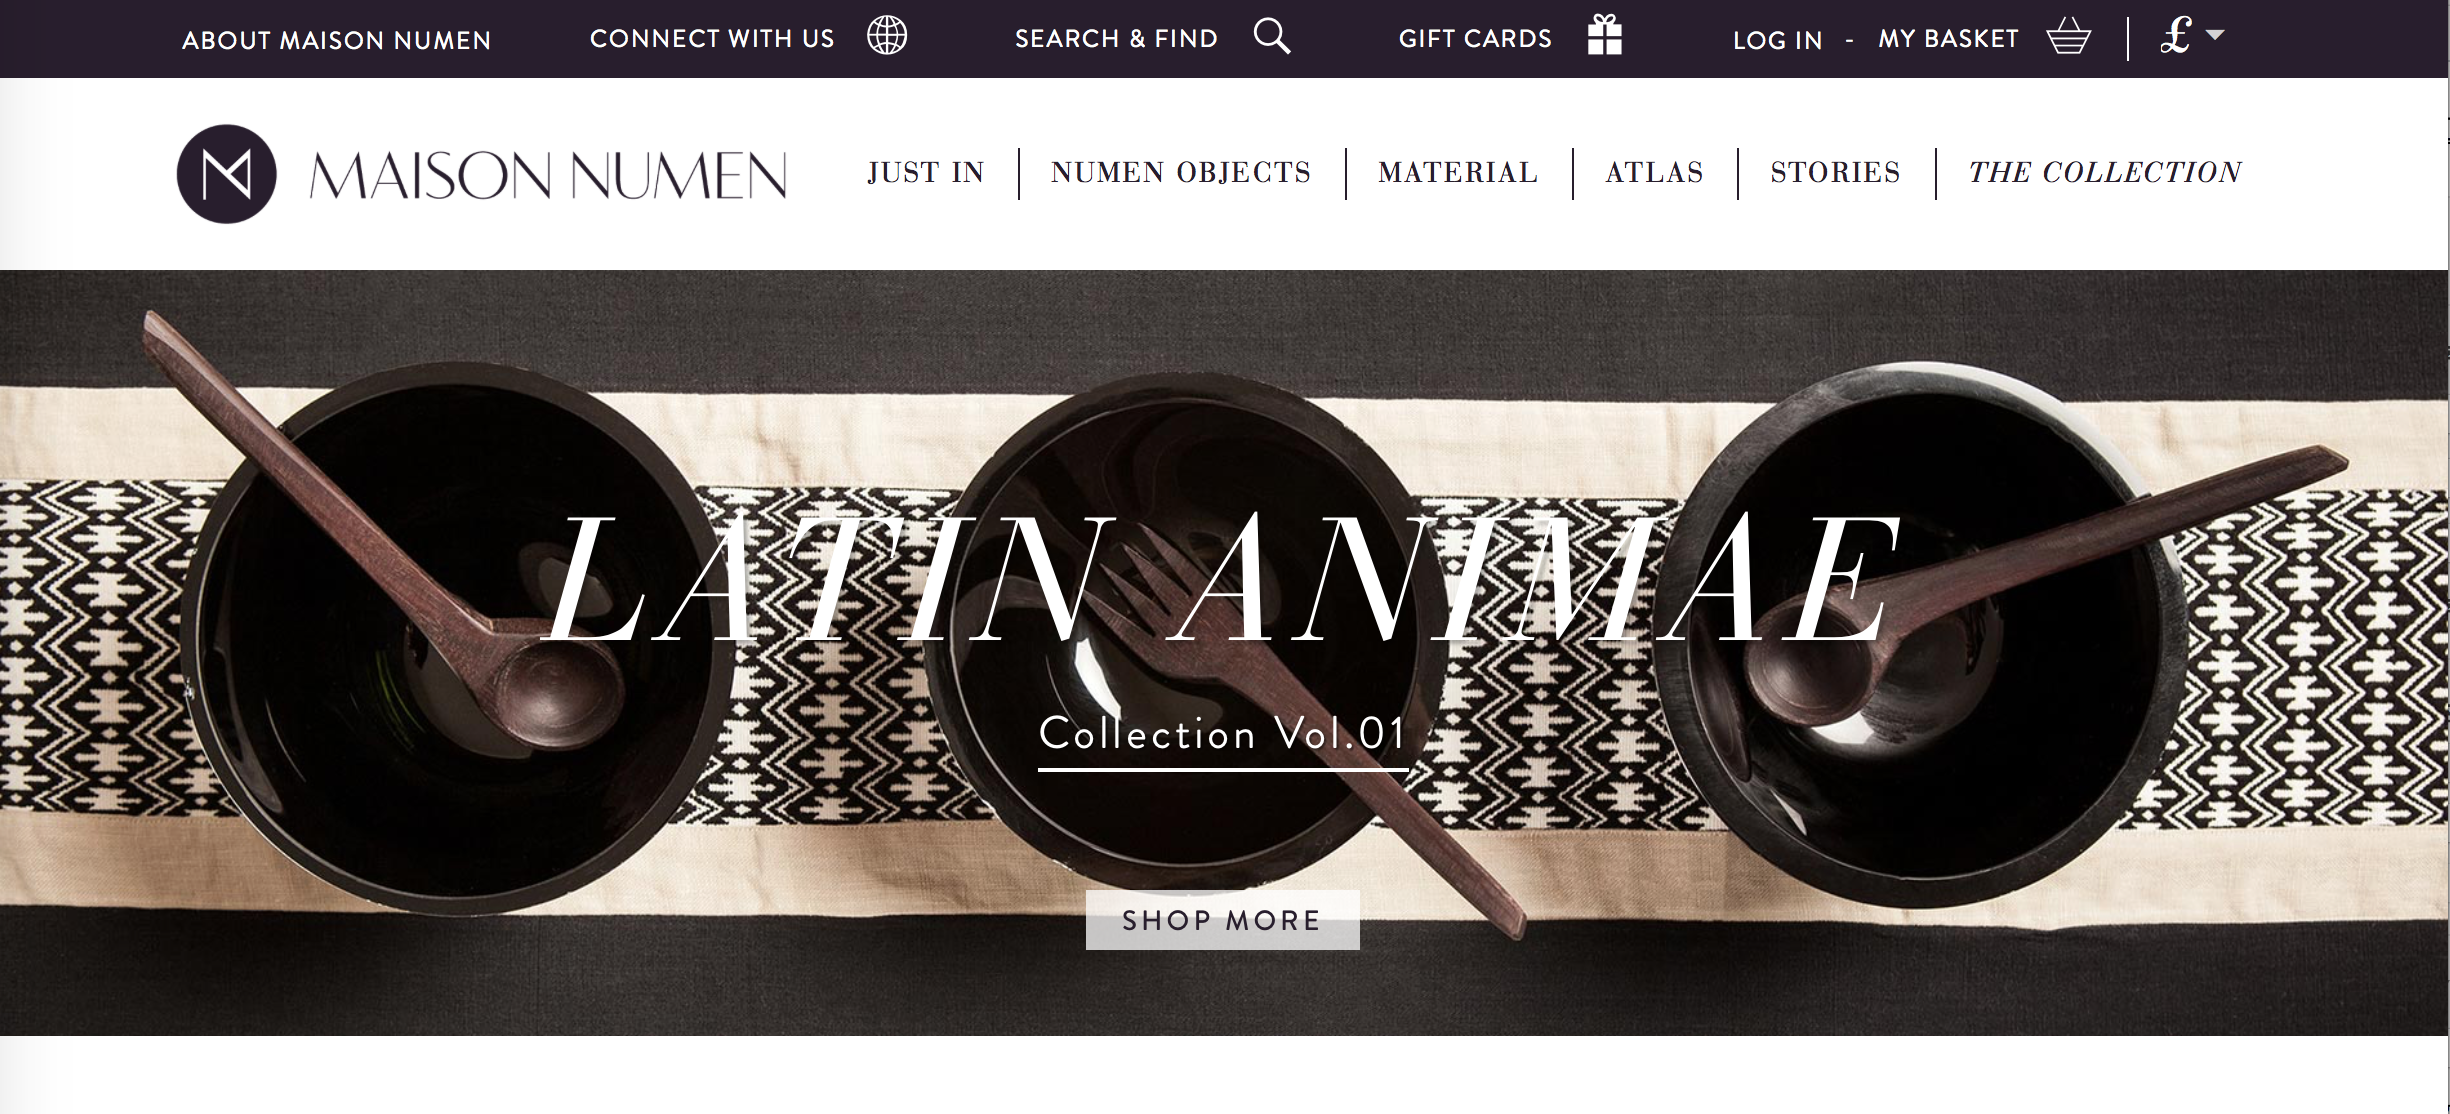 ABOUT MAISON NUMEN
CONNECT WITH US
SEARCH & FIND
GIFT CARDS
LOG IN - MY BASKET
£
M MAISON NUMEN
JUST IN
NUMEN OBJECTS
MATERIAL
ATLAS
STORIES
THE COLLECTION
LATIN ANIMAE
Collection Vol.01
SHOP MORE